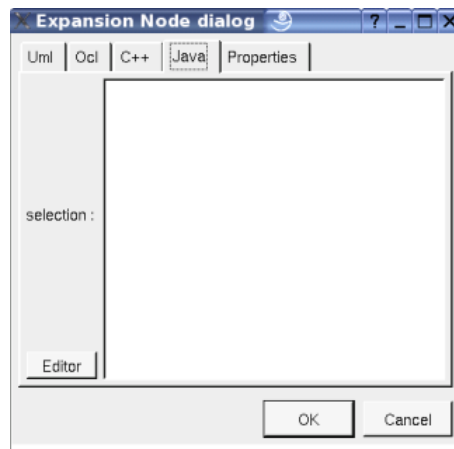 Expansion Node dialog ?
Uml Ocl C++ Java Properties
selection :
Editor
OK Cancel